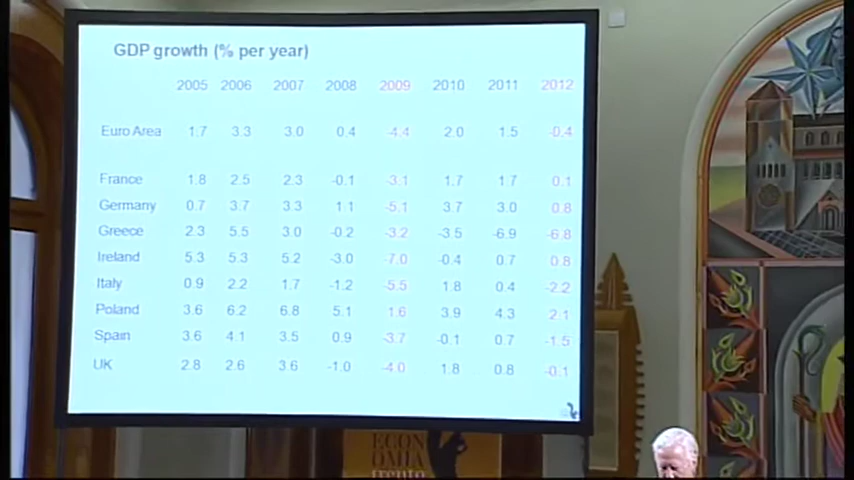 GDP growth (% per year)
2005 2006 2007 2008 2009 2010 2011 2012
Euro Area 1.7 3.3 3.0 0.4 -4.4 2.0 1.5 -0.4
France 1.8 2.5 2.3 -0.1 -3.1 1.7 1.7 0.1
Germany 0.7 3.7 3.3 1.1 -5.1 3.7 3.0 0.8
Greece 2.3 5.5 3.0 -0.2 -3.2 -3.5 -6.9 -6.8
Ireland 5.3 5.3 5.2 -3.0 -7.0 -0.4 0.7 0.8
Italy 0.9 2.2 1.7 -1.2 -5.5 1.8 0.4 -2.2
Poland 3.6 6.2 6.8 5.1 1.6 3.9 4.3 2.1
Spain 3.6 4.1 3.5 0.9 -3.7 -0.1 0.7 -1.5
UK 2.8 2.6 3.6 -1.0 -4.0 1.8 0.8 -0.1
ECON
OMIA
trento